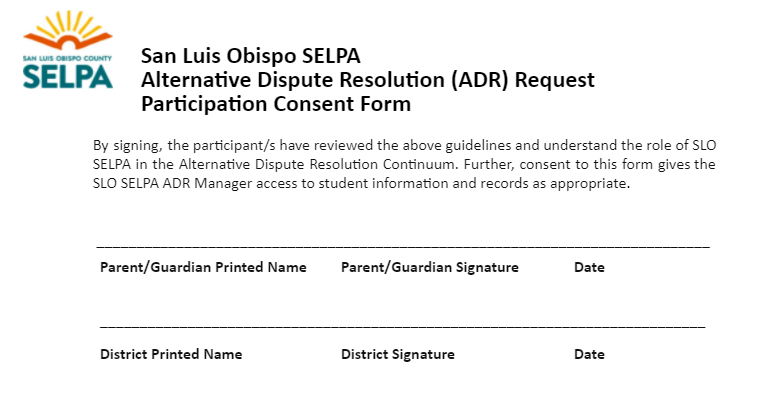 SAN LUIS OBISPO COUNTY
SELPA
San Luis Obispo SELPA
Alternative Dispute Resolution (ADR) Request
Participation Consent Form
By signing, the participant/s have reviewed the above guidelines and understand the role of SLO
SELPA in the Alternative Dispute Resolution Continuum. Further, consent to this form gives the
SLO SELPA ADR Manager access to student information and records as appropriate.
Parent/Guardian Printed Name Parent/Guardian Signature Date
District Printed Name District Signature Date